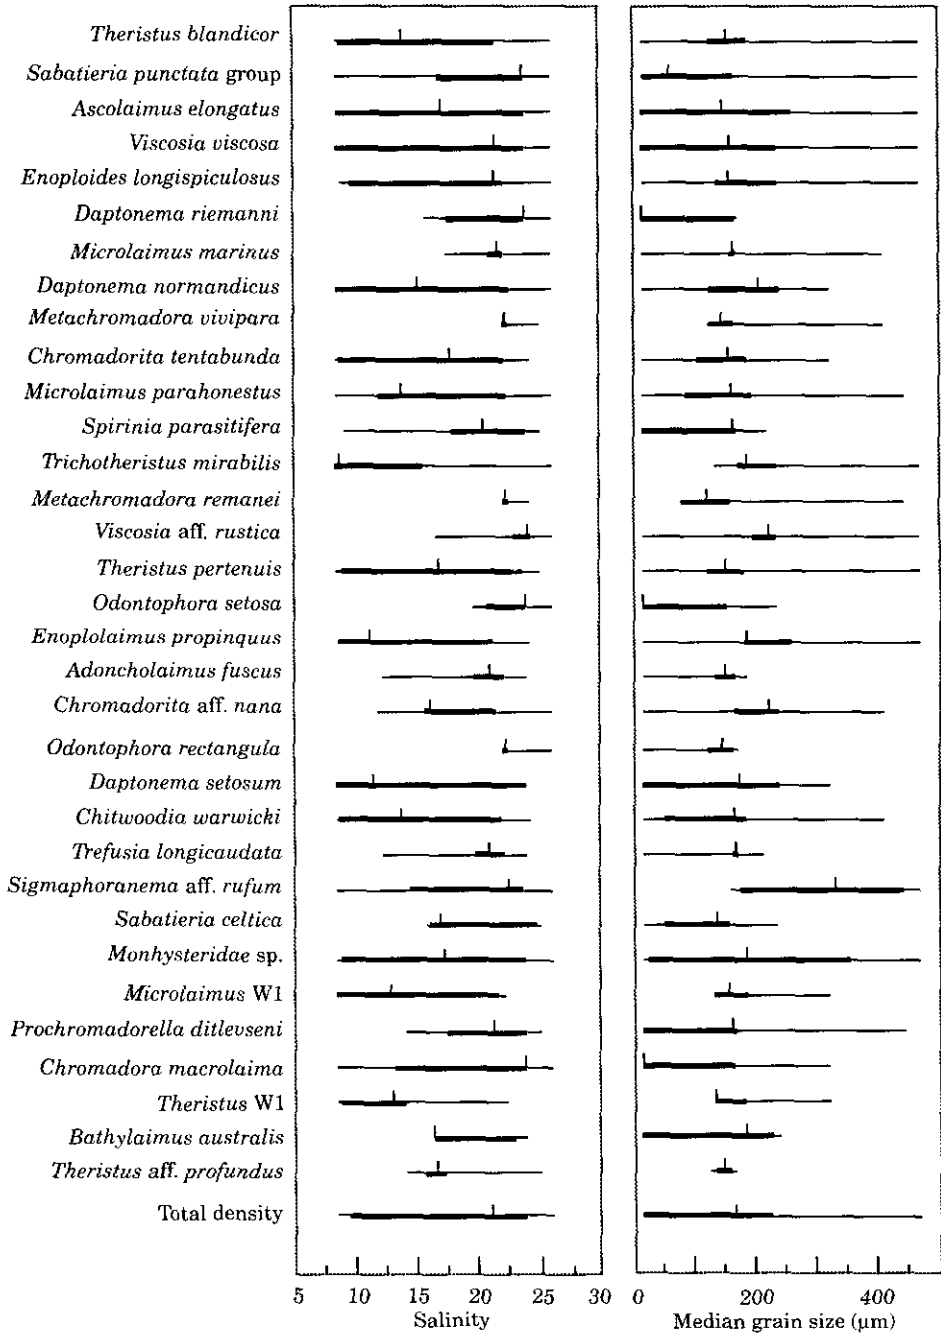 Theristus blandicor
Sabatieria punctata group
Ascolaimus elongatus
Viscosia viscosa
Enoploides longispiculosus
Daptonema riemanni
Microlaimus marinus
Daptonema normandicus
Metachromadora vivipara
Chromadorita tentabunda
Microlaimus parahonestus
Spirinia parasitifera
Trichotheristus mirabilis
Metachromadora remanei
Viscosia aff. rustica
Theristus pertenuis
Odontophora setosa
Enoplolaimus propinquus
Adoncholaimus fuscus
Chromadorita aff. nana
Odontophora rectangula
Daptonema setosum
Chitwoodia warwicki
Trefusia longicaudata
Sigmaphoranema aff. rufum
Sabatieria celtica
Monhysteridae sp.
Microlaimus W1
Prochromadorella ditlevseni
Chromadora macrolaima
Theristus W1
Bathylaimus australis
Theristus aff. profundus
Total density
5 10 15 20 25 30 0 200 400
Salinity Median grain size (µm)